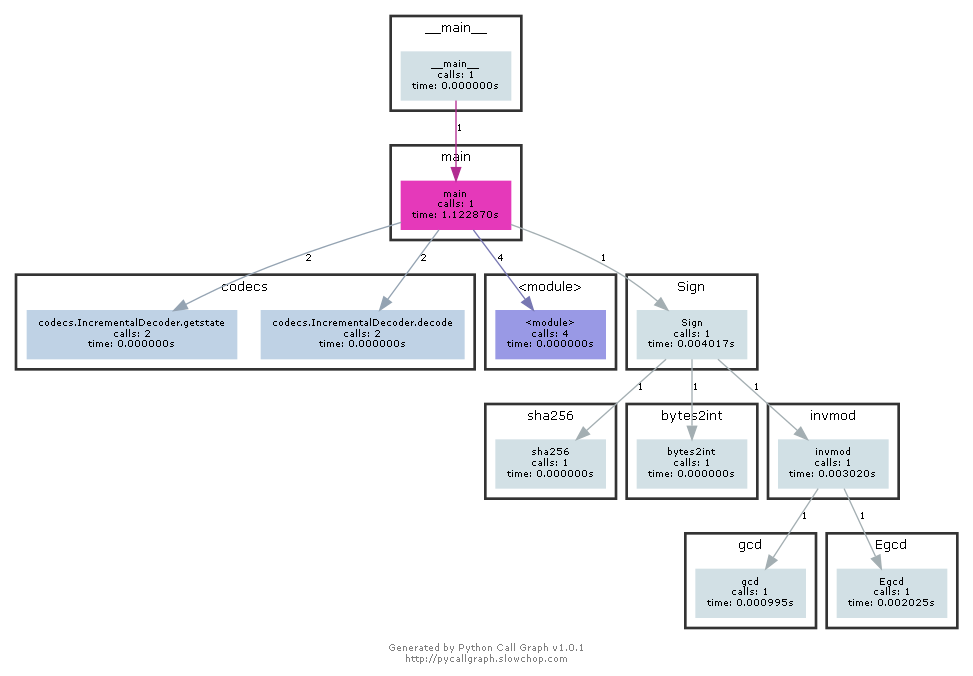 __main__
__main__
calls: 1
time: 0.000000s
1
main
main
calls: 1
time: 1.122870s
2
2
4
1
codecs
codecs.IncrementalDecoder.getstate
calls: 2
time: 0.000000s
codecs.IncrementalDecoder.decode
calls: 2
time: 0.000000s
<module>
<module>
calls: 4
time: 0.000000s
Sign
Sign
calls: 1
time: 0.004017s
1
1
1
sha256
sha256
calls: 1
time: 0.000000s
bytes2int
bytes2int
calls: 1
time: 0.000000s
invmod
invmod
calls: 1
time: 0.003020s
1
1
gcd
gcd
calls: 1
time: 0.000995s
Egcd
Egcd
calls: 1
time: 0.002025s
Generated by Python Call Graph v1.0.1
http://pycallgraph.slowchop.com